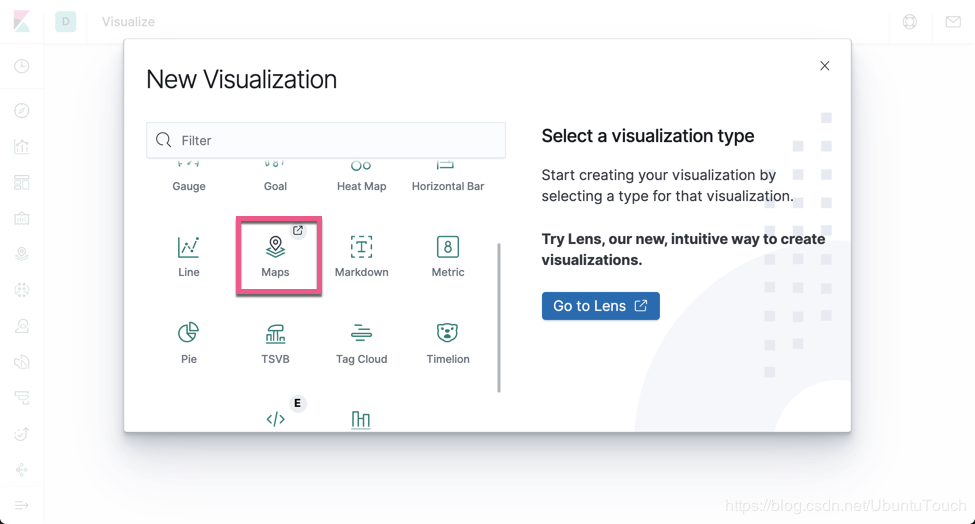 D
Visualize
New Visualization
Filter
Gauge
Goal
Heat Map
Horizontal Bar
Line
Maps
Markdown
8
Metric
Pie
TSVB
Tag Cloud
Timelion
E
Select a visualization type
Start creating your visualization by
selecting a type for that visualization.
Try Lens, our new, intuitive way to create
visualizations.
Go to Lens
https://blog.csdn.net/UbuntuTouch